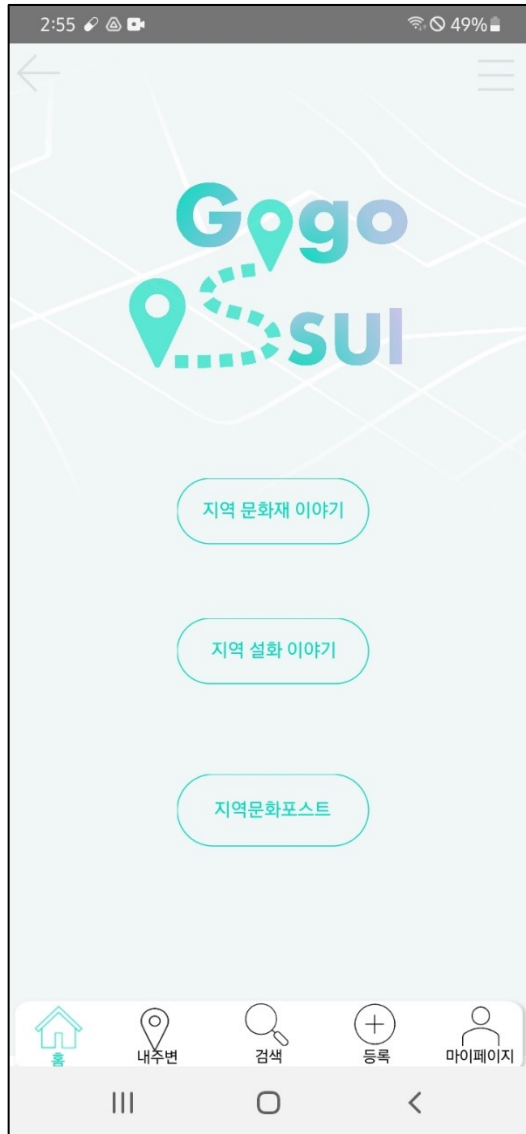 2:55
49%
Gogo
Ssul
지역 문화재 이야기
지역 설화 이야기
지역문화포스트
홈
내주변
검색
등록
마이페이지